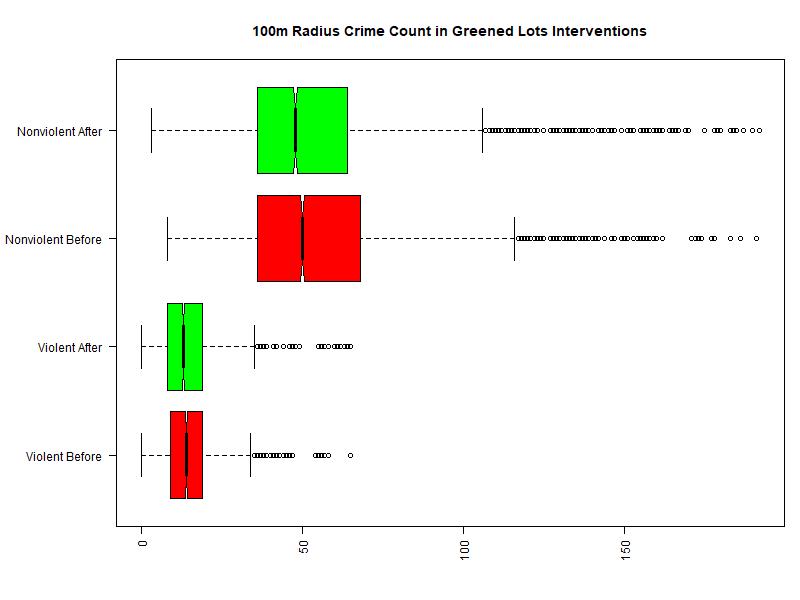 100m Radius Crime Count in Greened Lots Interventions
Nonviolent After
Nonviolent Before
Violent After
Violent Before
0
50
100
150